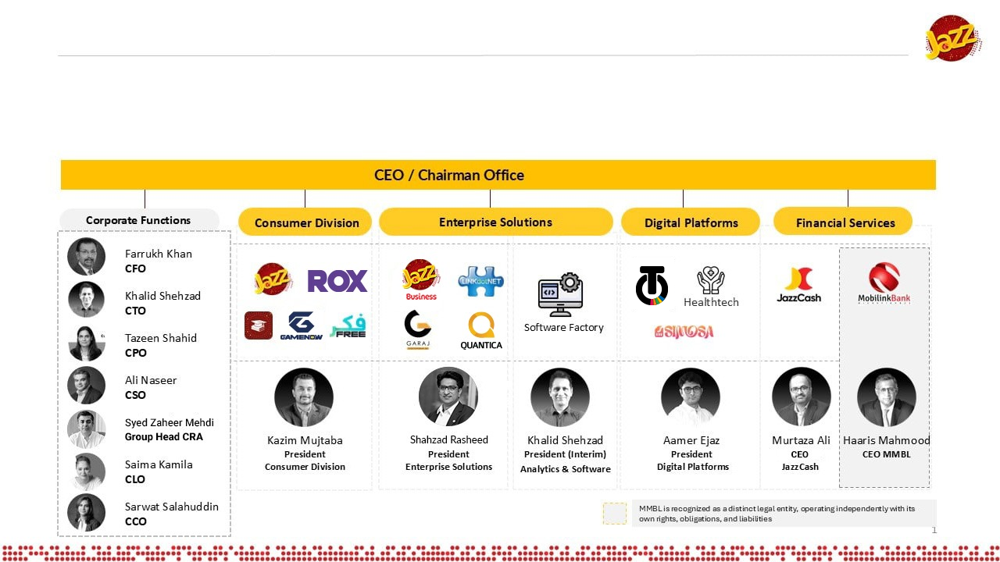 Jazz
CEO / Chairman Office
Corporate Functions
Consumer Division
Enterprise Solutions
Digital Platforms
Financial Services
Farrukh Khan
CFO
Khalid Shehzad
CTO
Tazeen Shahid
CPO
Ali Naseer
CSO
Syed Zaheer Mehdi
Group Head CRA
Saima Kamila
CLO
Sarwat Salahuddin
CCO
Jazz
ROX
GAMENOW
فکر
FREE
Jazz
Business
LINKdotNET
GARAJ
QUANTICA
Software Factory
Healthtech
SIMOSA
JazzCash
MobilinkBank
Kazim Mujtaba
President
Consumer Division
Shahzad Rasheed
President
Enterprise Solutions
Khalid Shehzad
President (Interim)
Analytics & Software
Aamer Ejaz
President
Digital Platforms
Murtaza Ali
CEO
JazzCash
Haaris Mahmood
CEO MMBL
MMBL is recognized as a distinct legal entity, operating independently with its
own rights, obligations, and liabilities
1